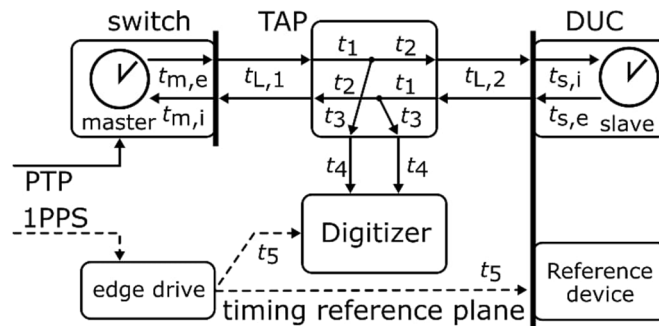 switch TAP DUC
t1 t2
tm,e tL,1 tL,2 ts,i
t2 t1
tm,i ts,e
master t3 t3 slave
t4 t4
PTP
1PPS
Digitizer
t5
t5
edge drive
Reference
device
timing reference plane